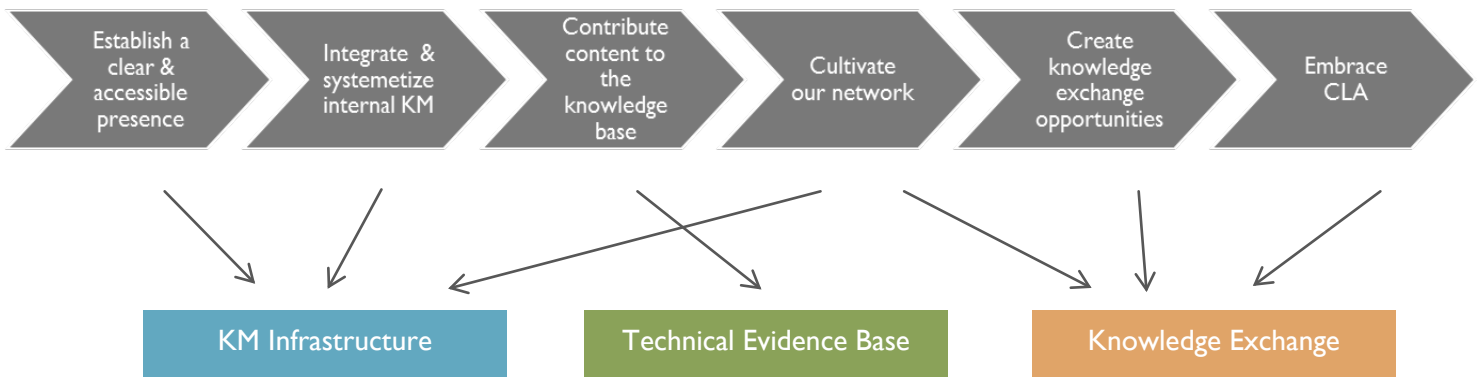 Establish a
clear &
accessible
presence
Integrate &
systemetize
internal KM
Contribute
content to
the
knowledge
base
Cultivate
our network
Create
knowledge
exchange
opportunities
Embrace
CLA
KM Infrastructure
Technical Evidence Base
Knowledge Exchange